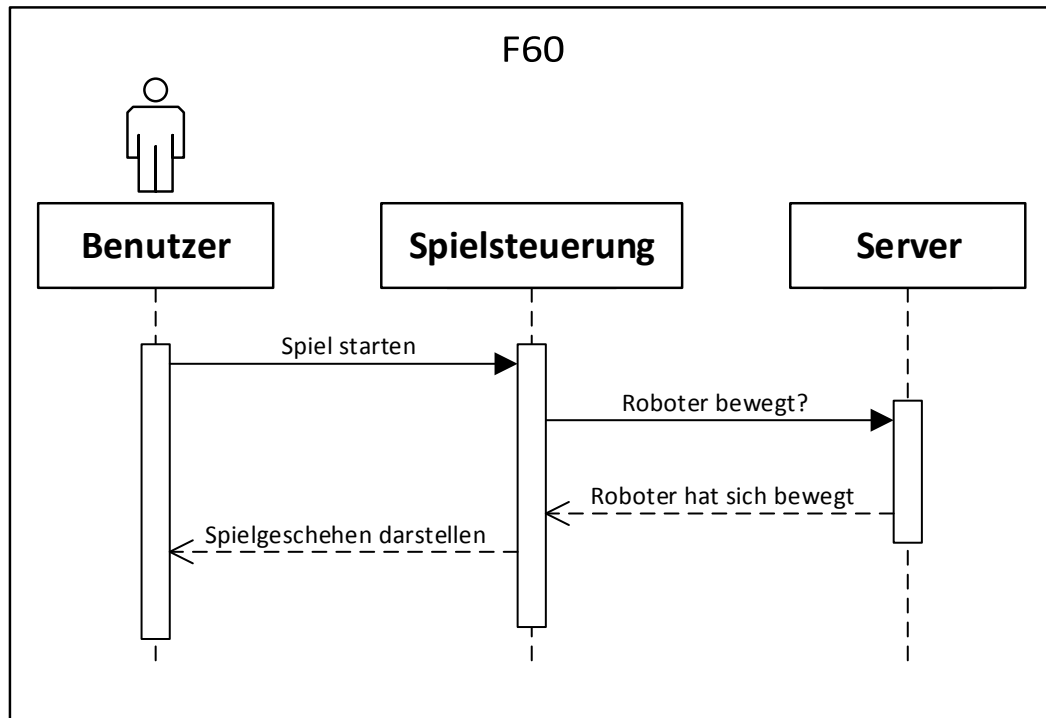 F60
Benutzer
Spielsteuerung
Server
Spiel starten
Roboter bewegt?
Roboter hat sich bewegt
Spielgeschehen darstellen